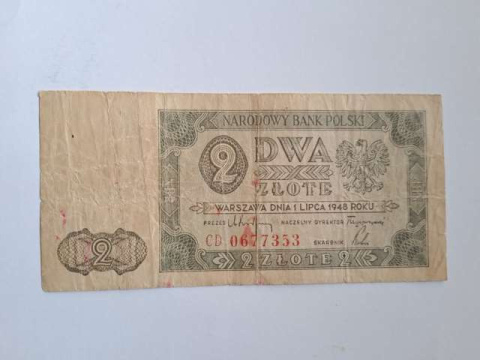 NARODOWY BANK POLSKI
2 DWA
ZŁOTE
WARSZAWA DNIA 1 LIPCA 1948 ROKU
PREZES NACZELNY DYREKTOR
CD 0677353 SKARBNIK
2
2 ZŁOTE 2